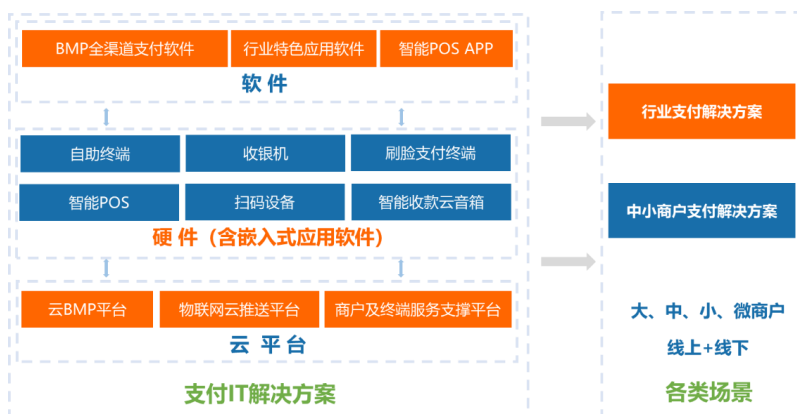 BMP全渠道支付软件
行业特色应用软件
智能POS APP
软 件
自助终端
收银机
刷脸支付终端
智能POS
扫码设备
智能收款云音箱
硬 件（含嵌入式应用软件）
云BMP平台
物联网云推送平台
商户及终端服务支撑平台
云 平 台
支付IT解决方案
行业支付解决方案
中小商户支付解决方案
大、中、小、微商户
线上+线下
各类场景